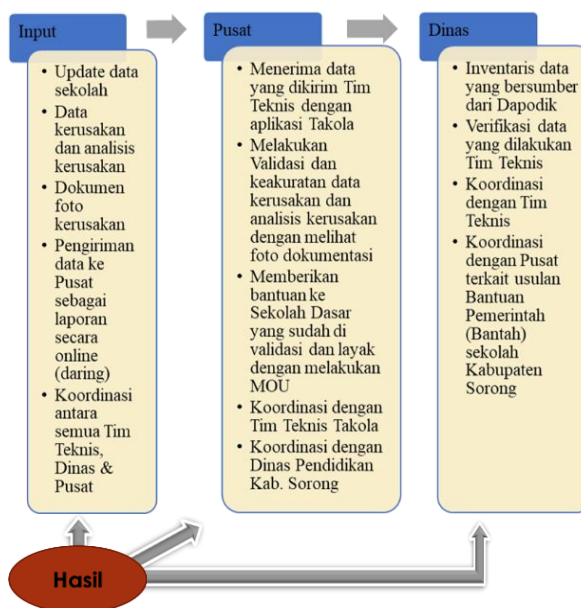 Input
Update data
sekolah
Data
kerusakan
dan analisis
kerusakan
Dokumen
foto
kerusakan
Pengiriman
data ke
Pusat
sebagai
laporan
secara
online
(daring)
Koordinasi
antara
semua Tim
Teknis,
Dinas &
Pusat
Pusat
Menerima data
yang dikirim Tim
Teknis dengan
aplikasi Takola
Melakukan
Validasi dan
keakuratan data
kerusakan dan
analisis kerusakan
dengan melihat
foto dokumentasi
Memberikan
bantuan ke
Sekolah Dasar
yang sudah di
validasi dan layak
dengan melakukan
MOU
Koordinasi dengan
Tim Teknis Takola
Koordinasi dengan
Dinas Pendidikan
Kab. Sorong
Dinas
Inventaris data
yang bersumber
dari Dapodik
Verifikasi data
yang dilakukan
Tim Teknis
Koordinasi
dengan Tim
Teknis
Koordinasi
dengan Pusat
terkait usulan
Bantuan
Pemerintah
(Bantah)
sekolah
Kabupaten
Sorong
Hasil